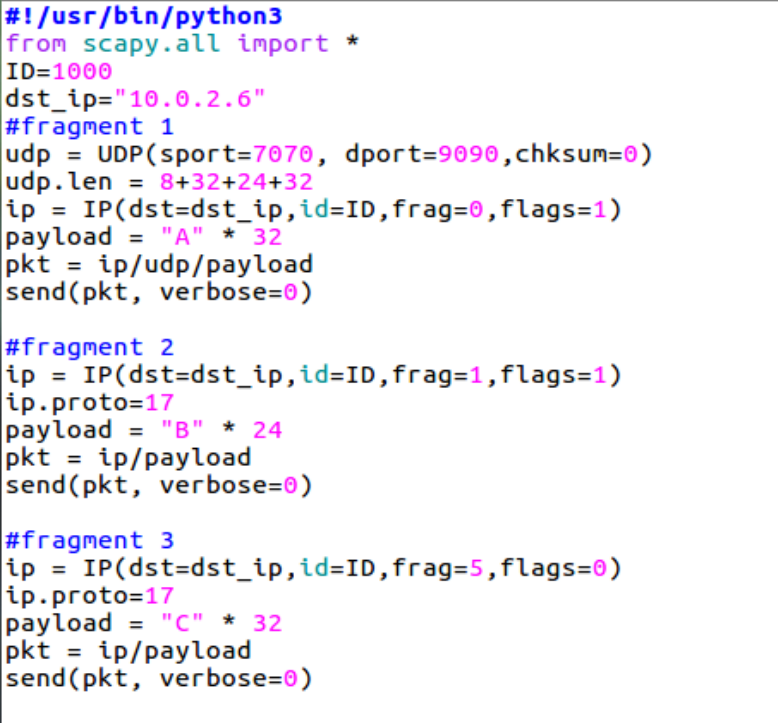 #!/usr/bin/python3
from scapy.all import *
ID=1000
dst_ip="10.0.2.6"
#fragment 1
udp = UDP(sport=7070, dport=9090,chksum=0)
udp.len = 8+32+24+32
ip = IP(dst=dst_ip,id=ID,frag=0,flags=1)
payload = "A" * 32
pkt = ip/udp/payload
send(pkt, verbose=0)

#fragment 2
ip = IP(dst=dst_ip,id=ID,frag=1,flags=1)
ip.proto=17
payload = "B" * 24
pkt = ip/payload
send(pkt, verbose=0)

#fragment 3
ip = IP(dst=dst_ip,id=ID,frag=5,flags=0)
ip.proto=17
payload = "C" * 32
pkt = ip/payload
send(pkt, verbose=0)